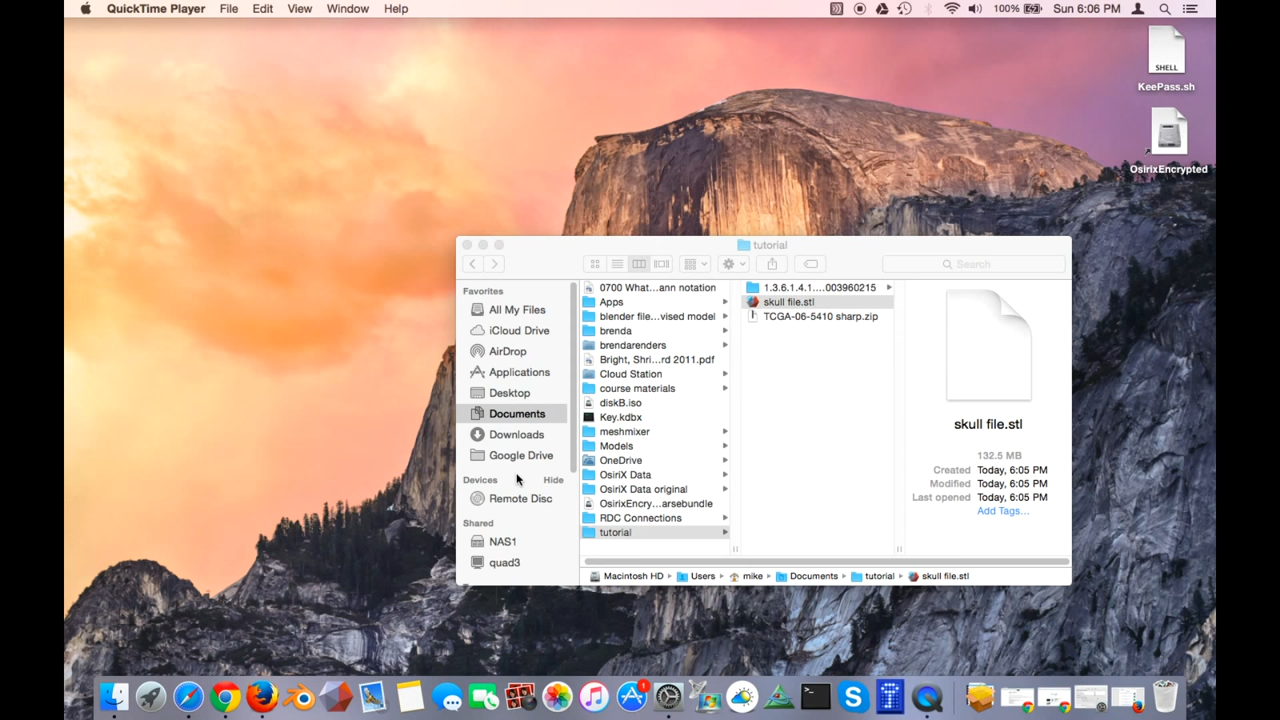 QuickTime Player File Edit View Window Help 100% Sun 6:06 PM
SHELL
KeePass.sh
OsirixEncrypted
tutorial
Search
Favorites
All My Files
iCloud Drive
AirDrop
Applications
Desktop
Documents
Downloads
Google Drive
Devices Hide
Remote Disc
Shared
NAS1
quad3
0700 What...ann notation
Apps
blender file...vised model
brenda
brendarenders
Bright, Shri...rd 2011.pdf
Cloud Station
course materials
diskB.iso
Key.kdbx
meshmixer
Models
OneDrive
OsiriX Data
OsiriX Data original
OsirixEncry...arsebundle
RDC Connections
tutorial
1.3.6.1.4.1....003960215
skull file.stl
TCGA-06-5410 sharp.zip
skull file.stl
132.5 MB
Created Today, 6:05 PM
Modified Today, 6:05 PM
Last opened Today, 6:05 PM
Add Tags...
Macintosh HD Users mike Documents tutorial skull file.stl
1